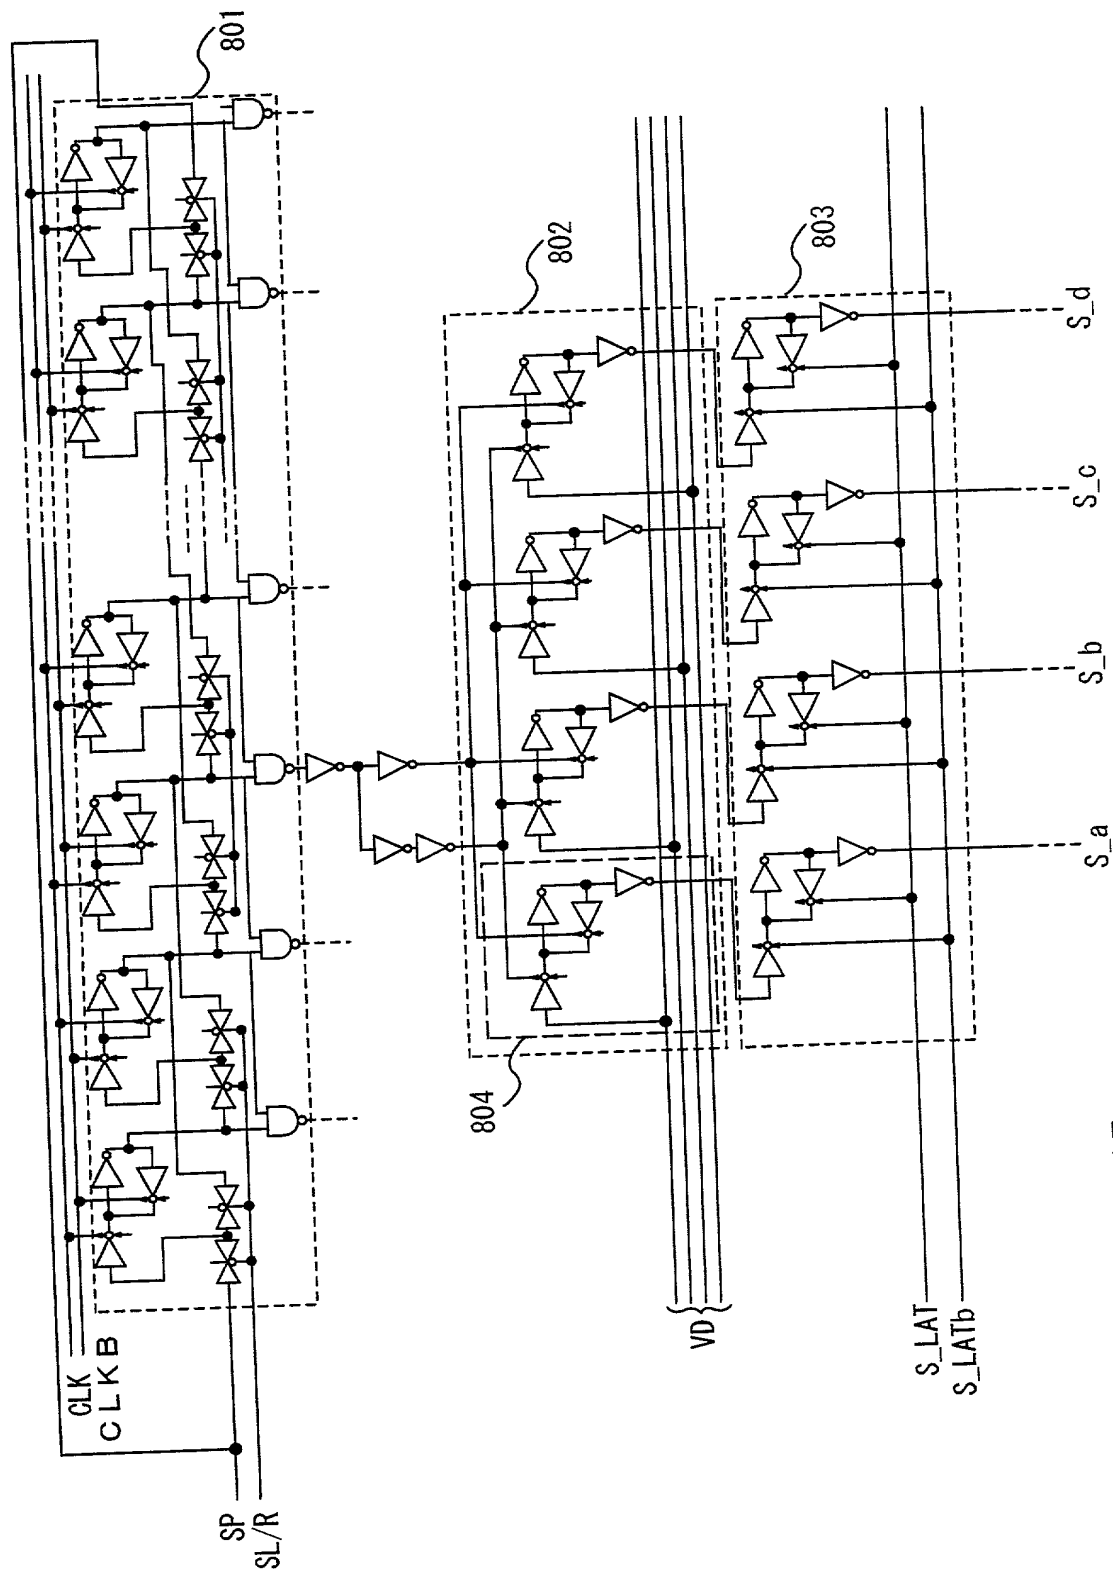 801
802
803
804
CLK
CLKB
SP
SL/R
VD
S_LAT
S_LATb
S_a
S_b
S_c
S_d